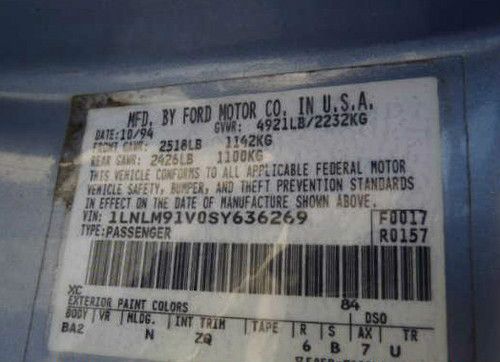 MFD. BY FORD MOTOR CO. IN U.S.A.
DATE: 10/94 GVWR: 4921LB/2232KG
FRONT GAWR: 2518LB 1142KG
REAR GAWR: 2426LB 1100KG
THIS VEHICLE CONFORMS TO ALL APPLICABLE FEDERAL MOTOR
VEHICLE SAFETY, BUMPER, AND THEFT PREVENTION STANDARDS
IN EFFECT ON THE DATE OF MANUFACTURE SHOWN ABOVE.
VIN: 1LNLM91V0SY636269 F0017
TYPE: PASSENGER R0157
XC 84
EXTERIOR PAINT COLORS DSO
BODY VR MLDG. INT TRIM TAPE R S AX TR
BA2 N ZQ 6 B 7 U